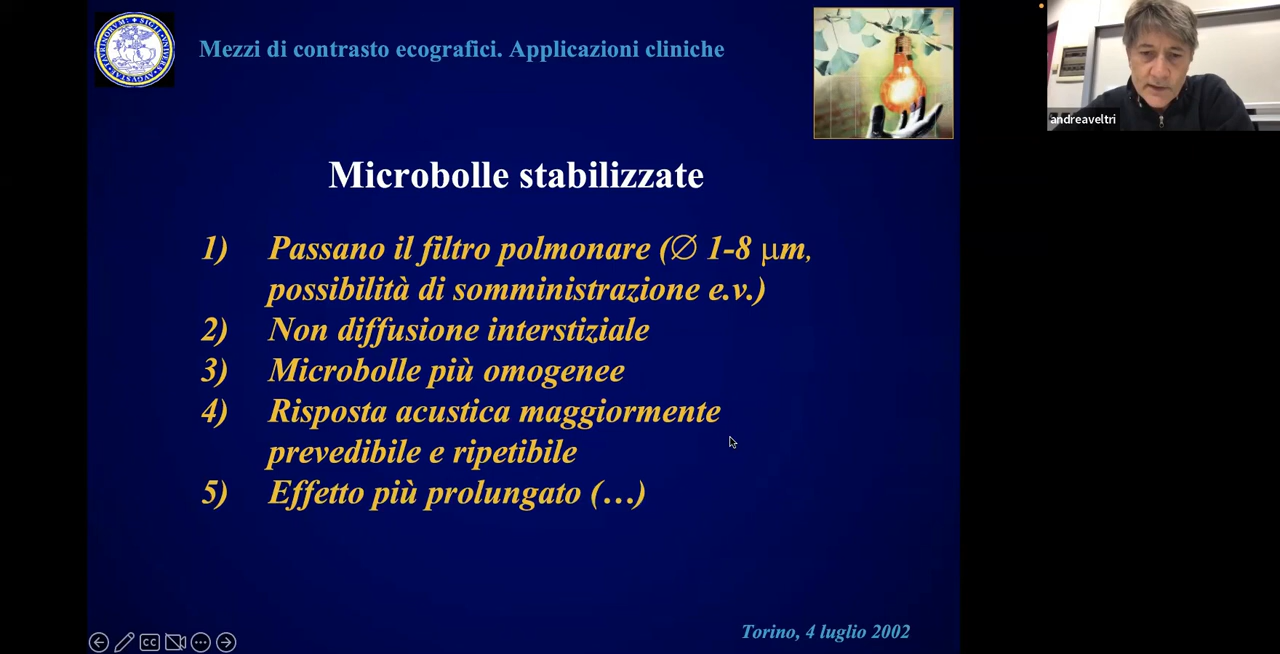 Mezzi di contrasto ecografici. Applicazioni cliniche
andreaveltri
Microbolle stabilizzate
1) Passano il filtro polmonare (∅ 1-8 μm,
possibilità di somministrazione e.v.)
2) Non diffusione interstiziale
3) Microbolle più omogenee
4) Risposta acustica maggiormente
prevedibile e ripetibile
5) Effetto più prolungato (…)
Torino, 4 luglio 2002
CC